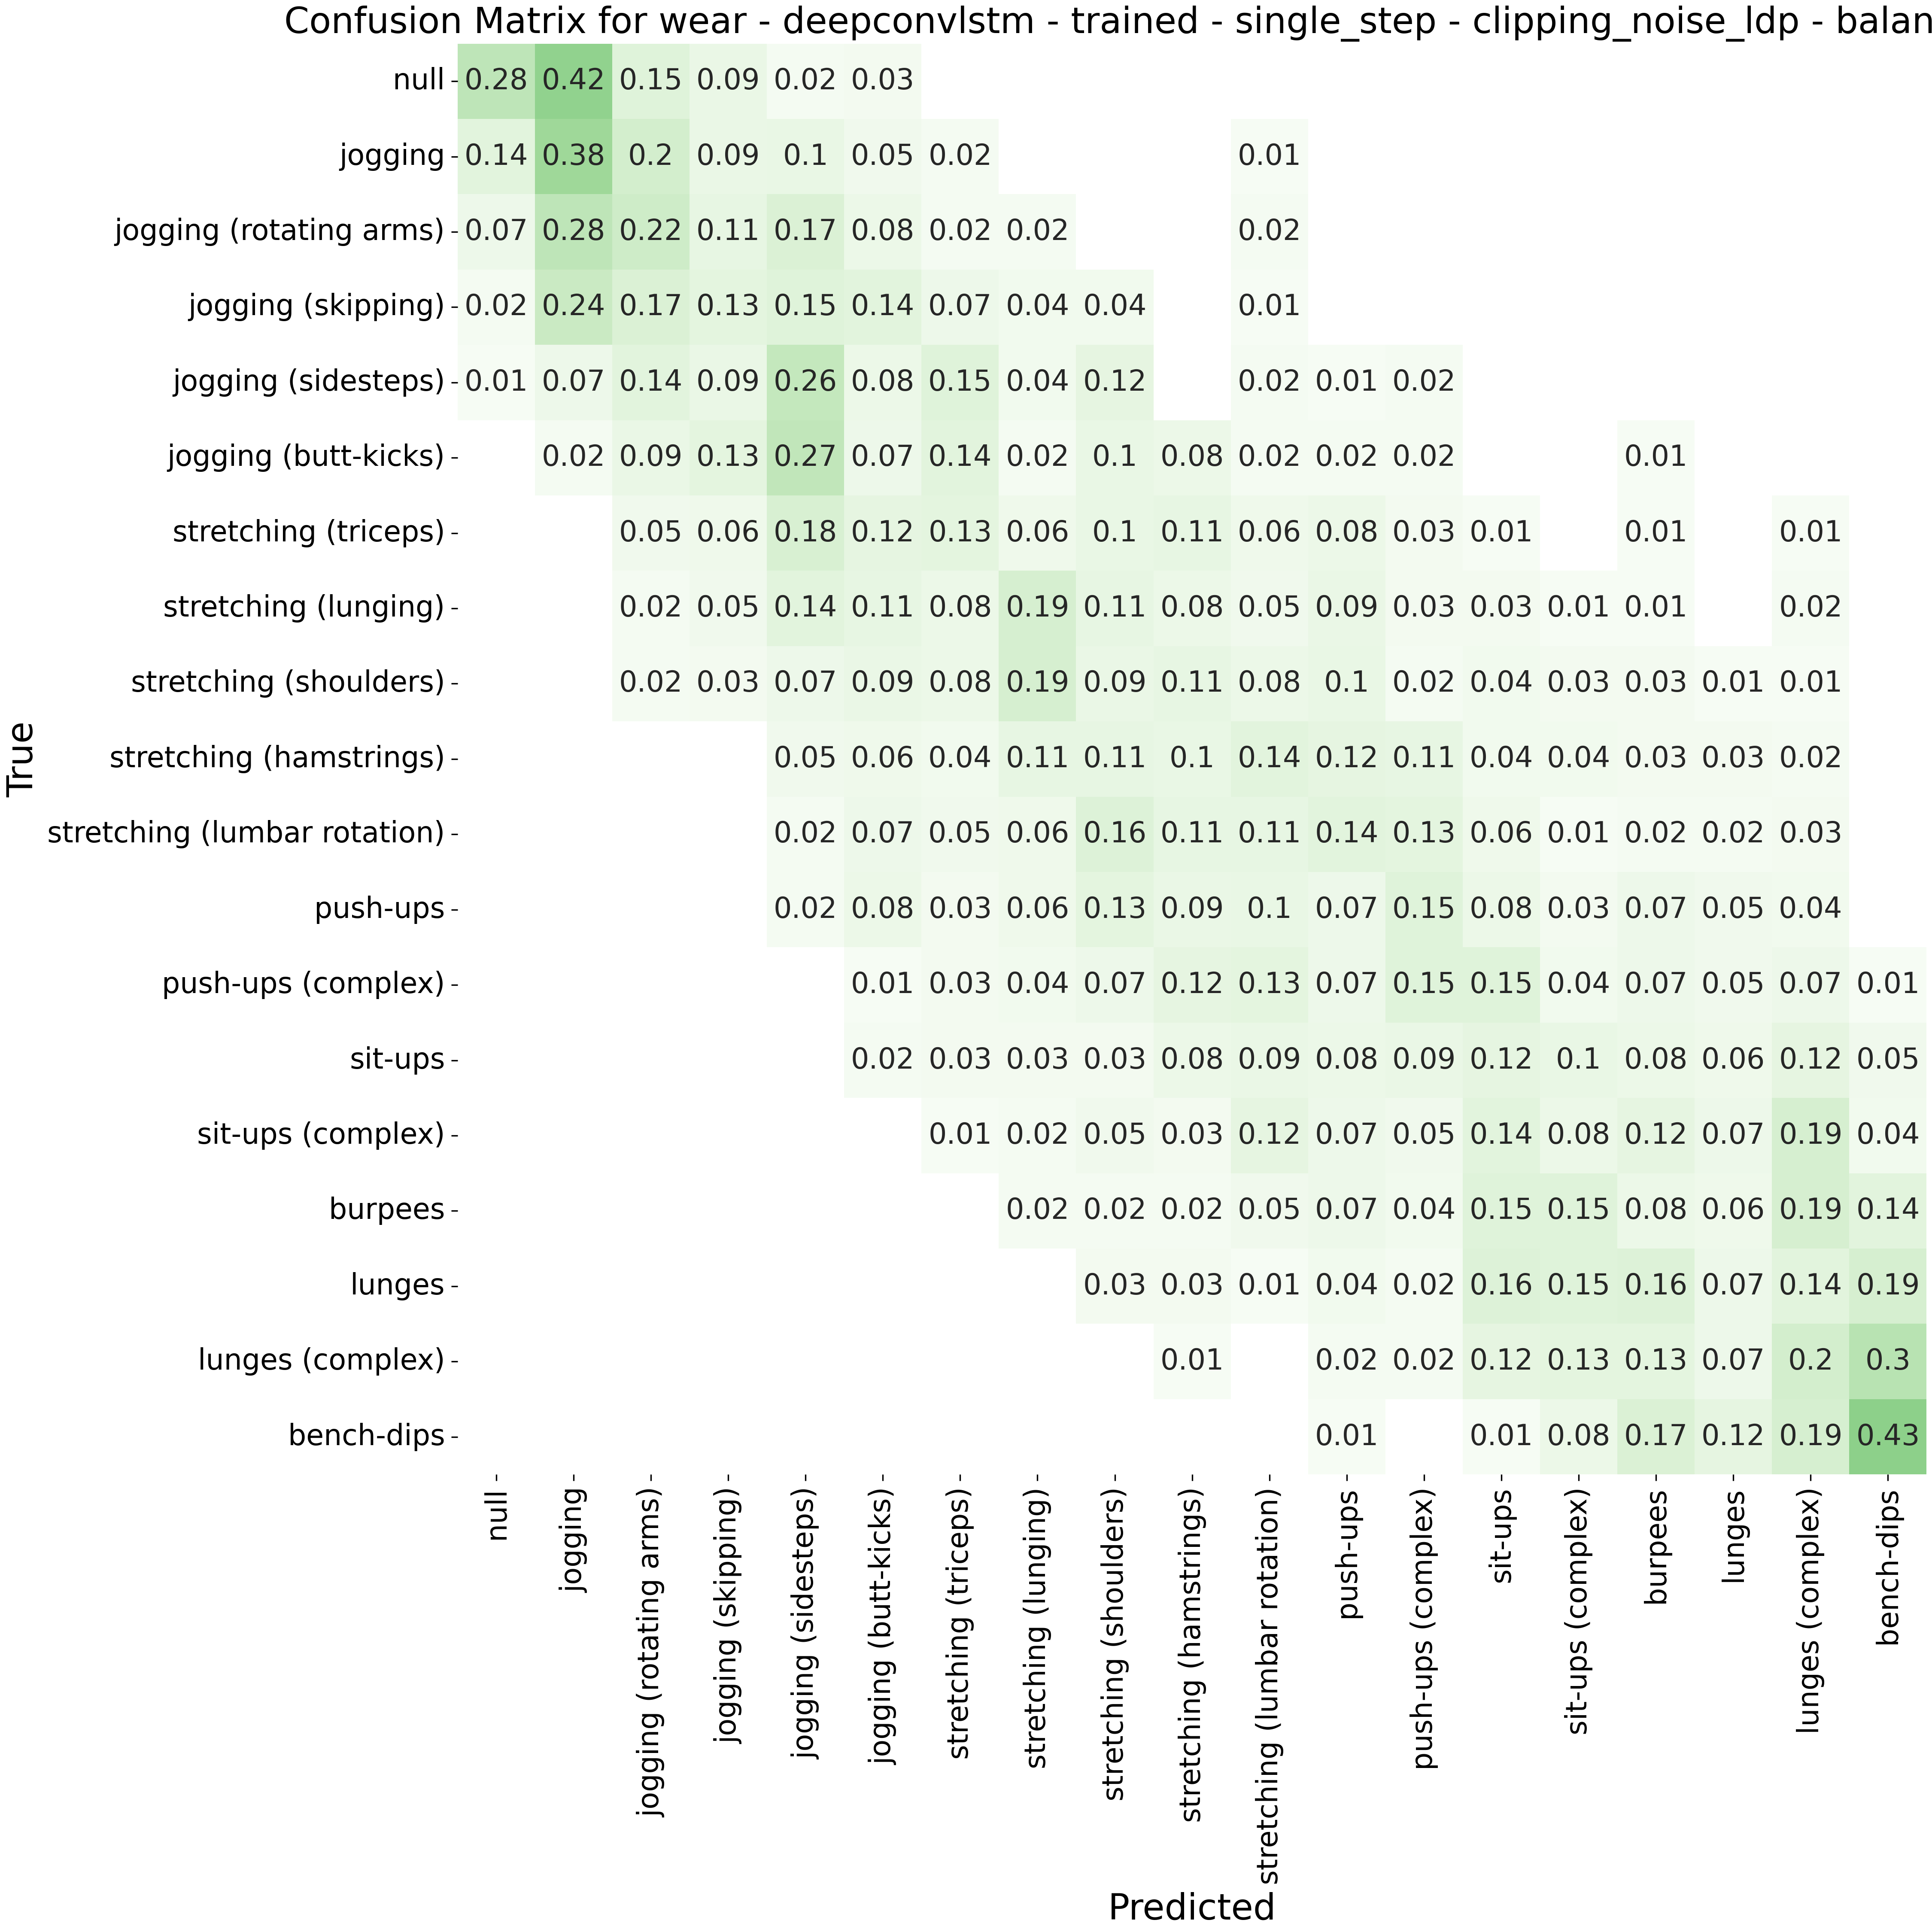 Confusion Matrix for wear - deepconvlstm - trained - single_step - clipping_noise_ldp - balan
null 0.28 0.42 0.15 0.09 0.02 0.03
jogging 0.14 0.38 0.2 0.09 0.1 0.05 0.02 0.01
jogging (rotating arms) 0.07 0.28 0.22 0.11 0.17 0.08 0.02 0.02 0.02
jogging (skipping) 0.02 0.24 0.17 0.13 0.15 0.14 0.07 0.04 0.04 0.01
jogging (sidesteps) 0.01 0.07 0.14 0.09 0.26 0.08 0.15 0.04 0.12 0.02 0.01 0.02
jogging (butt-kicks) 0.02 0.09 0.13 0.27 0.07 0.14 0.02 0.1 0.08 0.02 0.02 0.02 0.01
stretching (triceps) 0.05 0.06 0.18 0.12 0.13 0.06 0.1 0.11 0.06 0.08 0.03 0.01 0.01 0.01
stretching (lunging) 0.02 0.05 0.14 0.11 0.08 0.19 0.11 0.08 0.05 0.09 0.03 0.03 0.01 0.01 0.02
stretching (shoulders) 0.02 0.03 0.07 0.09 0.08 0.19 0.09 0.11 0.08 0.1 0.02 0.04 0.03 0.03 0.01 0.01
stretching (hamstrings) 0.05 0.06 0.04 0.11 0.11 0.1 0.14 0.12 0.11 0.04 0.04 0.03 0.03 0.02
stretching (lumbar rotation) 0.02 0.07 0.05 0.06 0.16 0.11 0.11 0.14 0.13 0.06 0.01 0.02 0.02 0.03
push-ups 0.02 0.08 0.03 0.06 0.13 0.09 0.1 0.07 0.15 0.08 0.03 0.07 0.05 0.04
push-ups (complex) 0.01 0.03 0.04 0.07 0.12 0.13 0.07 0.15 0.15 0.04 0.07 0.05 0.07 0.01
sit-ups 0.02 0.03 0.03 0.03 0.08 0.09 0.08 0.09 0.12 0.1 0.08 0.06 0.12 0.05
sit-ups (complex) 0.01 0.02 0.05 0.03 0.12 0.07 0.05 0.14 0.08 0.12 0.07 0.19 0.04
burpees 0.02 0.02 0.02 0.05 0.07 0.04 0.15 0.15 0.08 0.06 0.19 0.14
lunges 0.03 0.03 0.01 0.04 0.02 0.16 0.15 0.16 0.07 0.14 0.19
lunges (complex) 0.01 0.02 0.02 0.12 0.13 0.13 0.07 0.2 0.3
bench-dips 0.01 0.01 0.08 0.17 0.12 0.19 0.43
True
null
jogging
jogging (rotating arms)
jogging (skipping)
jogging (sidesteps)
jogging (butt-kicks)
stretching (triceps)
stretching (lunging)
stretching (shoulders)
stretching (hamstrings)
stretching (lumbar rotation)
push-ups
push-ups (complex)
sit-ups
sit-ups (complex)
burpees
lunges
lunges (complex)
bench-dips
Predicted